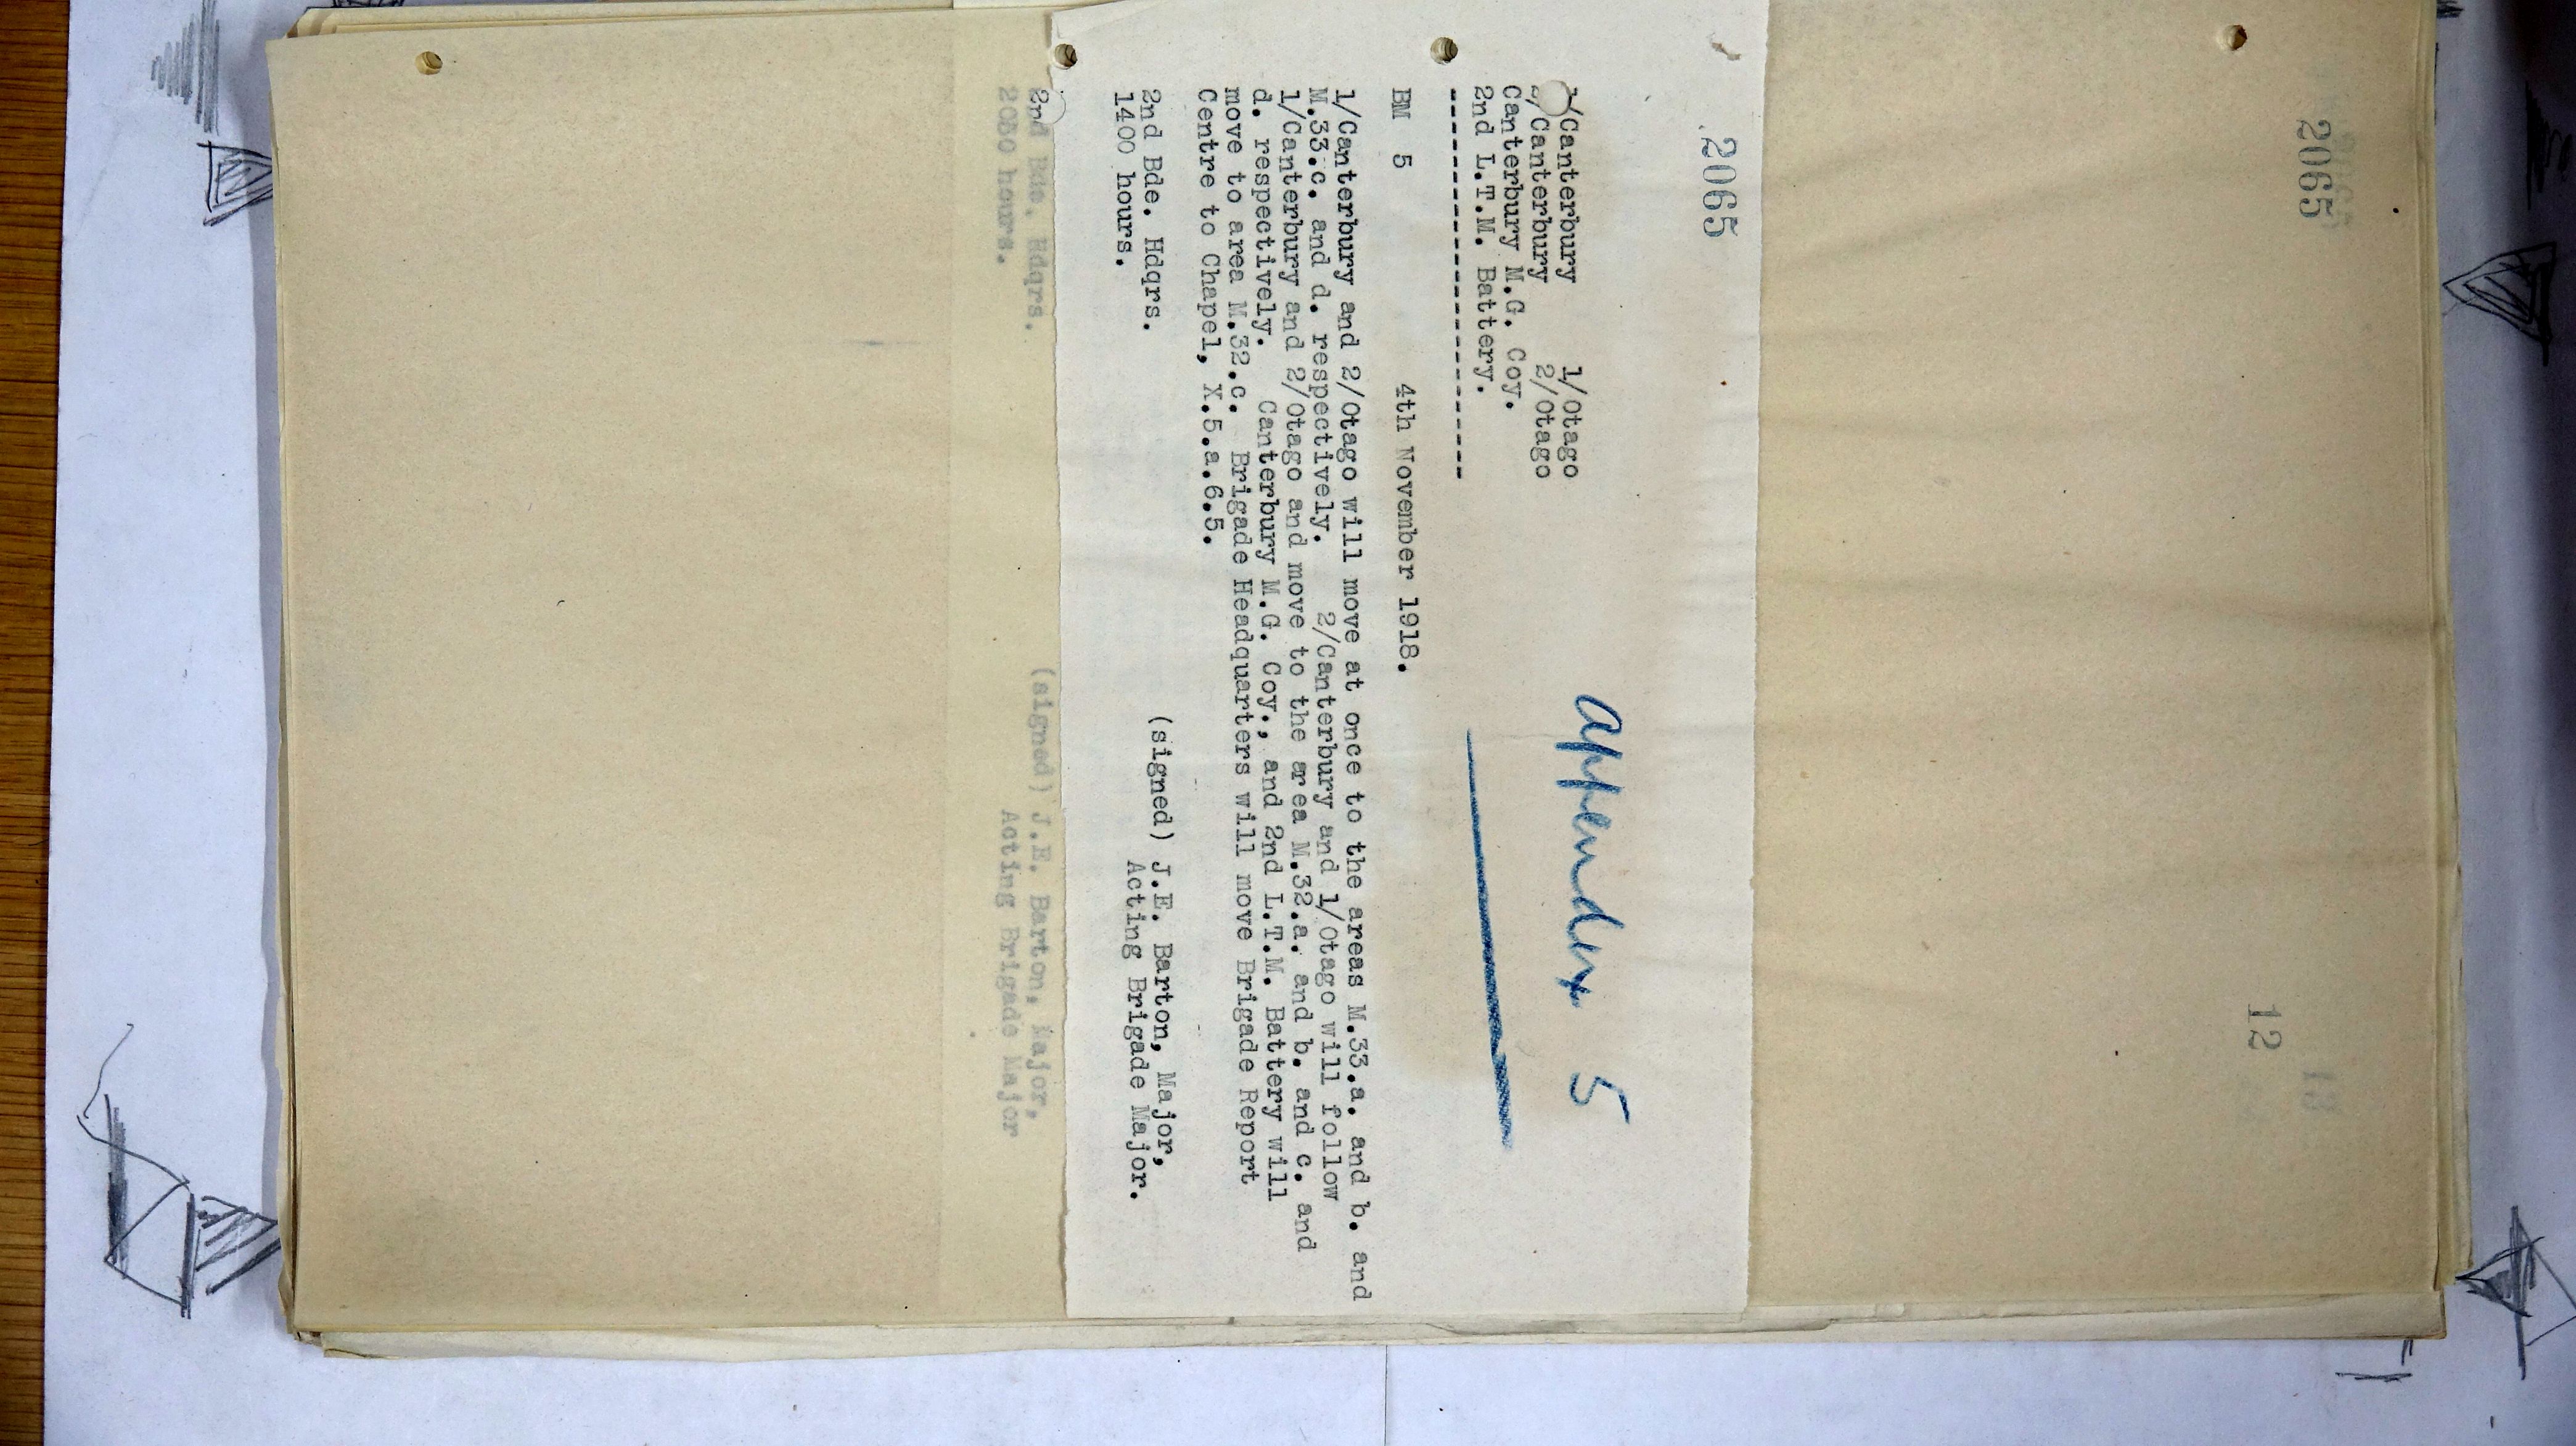 2065
2065
12
13
Appendix 5
1/Canterbury 1/Otago
2/Canterbury 2/Otago
Canterbury M.G. Coy.
2nd L.T.M. Battery.
------------------------------
BM 5 4th November 1918.
1/Canterbury and 2/Otago will move at once to the areas M.33.a. and b. and
M.33.c. and d. respectively. 2/Canterbury and 1/Otago will follow
1/Canterbury and 2/Otago and move to the area M.32.a. and b. and c. and
d. respectively. Canterbury M.G. Coy., and 2nd L.T.M. Battery will
move to area M.32.c. Brigade Headquarters will move Brigade Report
Centre to Chapel, X.5.a.6.5.
2nd Bde. Hdqrs. (signed) J.E. Barton, Major,
1400 hours. Acting Brigade Major.
2nd Bde. Hdqrs. (signed) J.E. Barton, Major,
hours. Acting Brigade Major